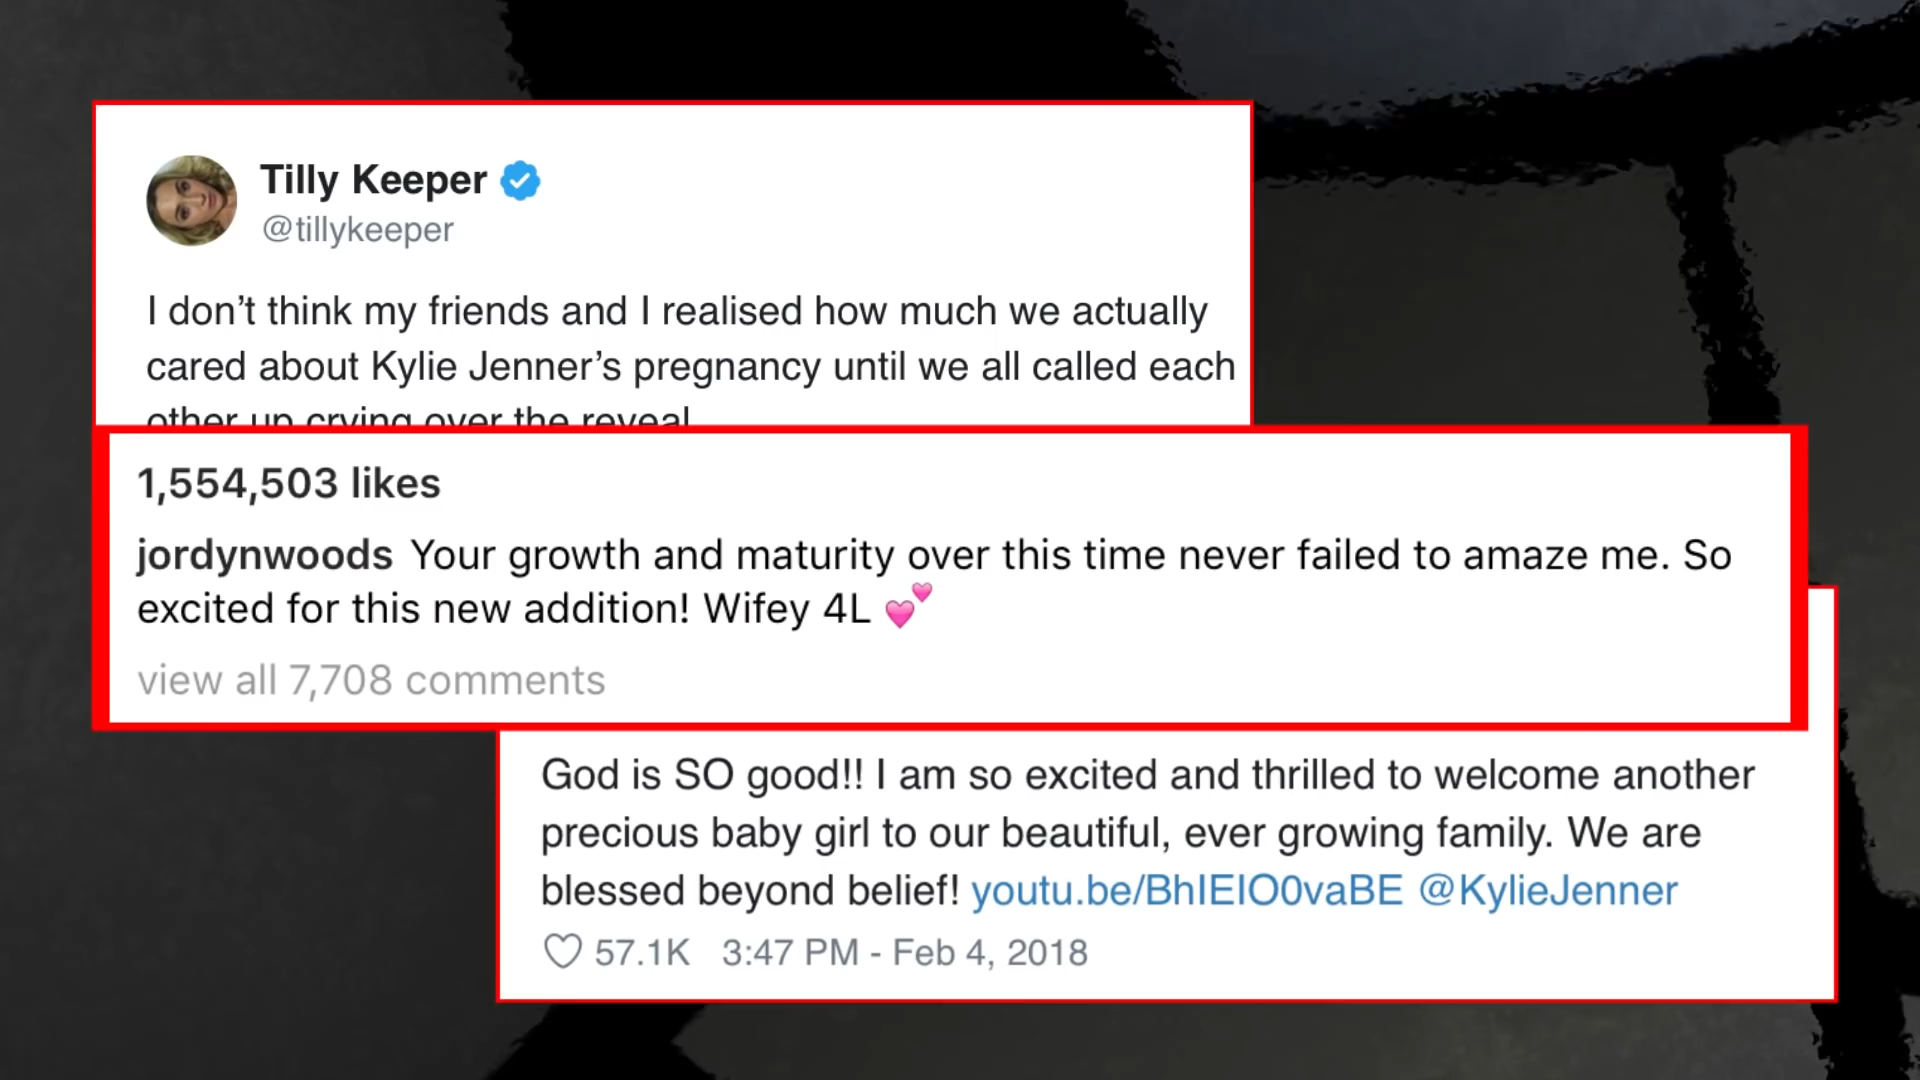 Tilly Keeper
@tillykeeper
I don’t think my friends and I realised how much we actually
cared about Kylie Jenner’s pregnancy until we all called each
other up crying over the reveal
1,554,503 likes
jordynwoods Your growth and maturity over this time never failed to amaze me. So
excited for this new addition! Wifey 4L 💕
view all 7,708 comments
God is SO good!! I am so excited and thrilled to welcome another
precious baby girl to our beautiful, ever growing family. We are
blessed beyond belief! youtu.be/BhIEIO0vaBE @KylieJenner
57.1K 3:47 PM - Feb 4, 2018